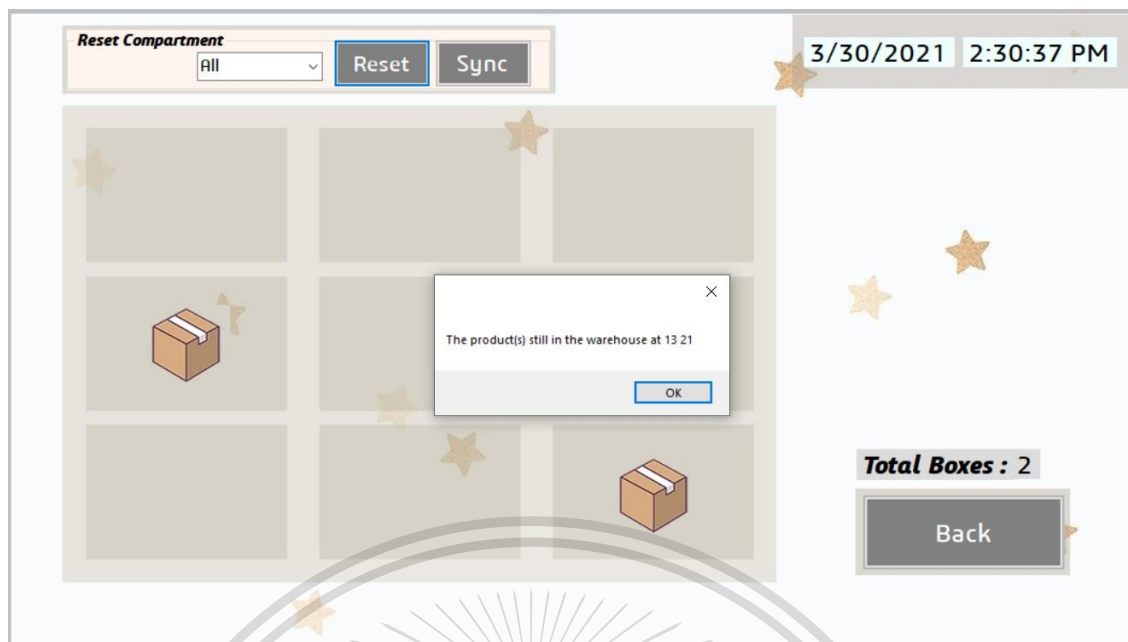 Reset Compartment
All
Reset
Sync
3/30/2021 2:30:37 PM
The product(s) still in the warehouse at 13 21
OK
Total Boxes : 2
Back